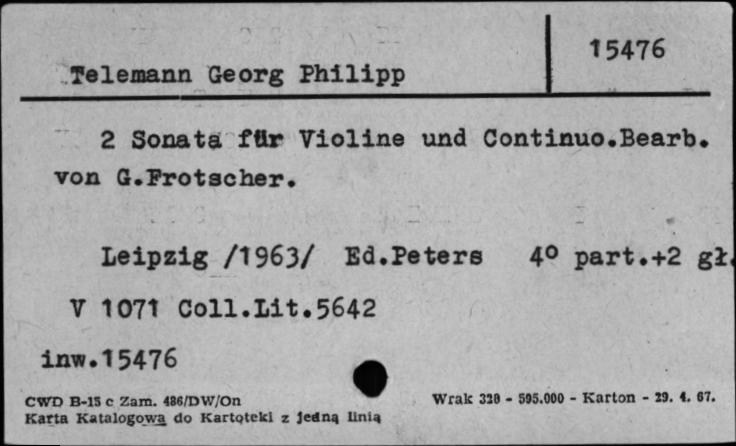 15476
Telemann Georg Philipp
2 Sonata für Violine und Continuo.Bearb.
von G.Frotscher.
Leipzig /1963/ Ed.Peters 4º part.+2 gł.
V 1071 Coll.Lit.5642
inw.15476
CWD B-15 c Zam. 486/DW/On
Wrak 320 - 595.000 - Karton - 29. 4. 67.
Karta Katalogowa do Kartoteki z jedną linią